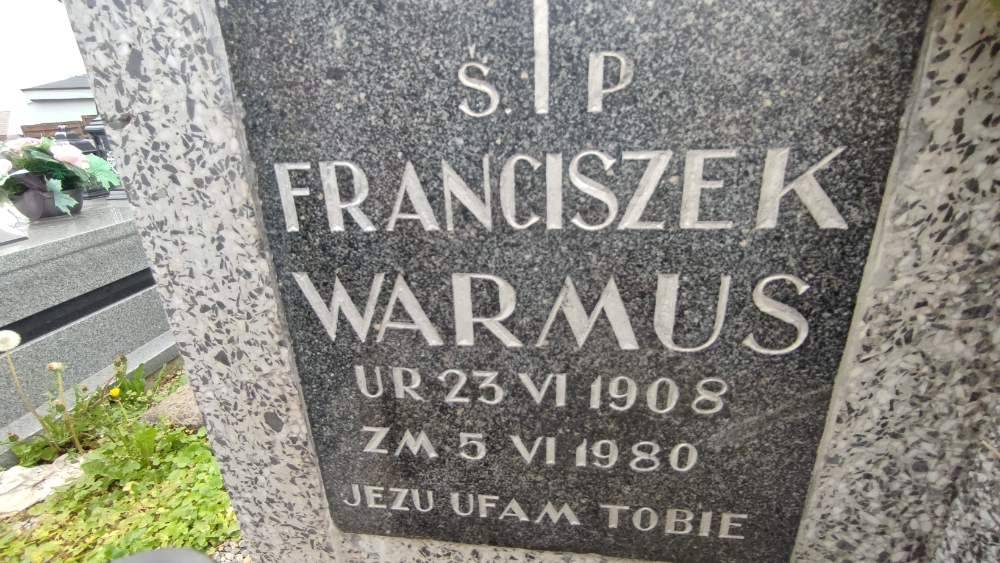 Ś. P
FRANCISZEK
WARMUS
UR 23 VI 1908
ZM 5 VI 1980
JEZU UFAM TOBIE